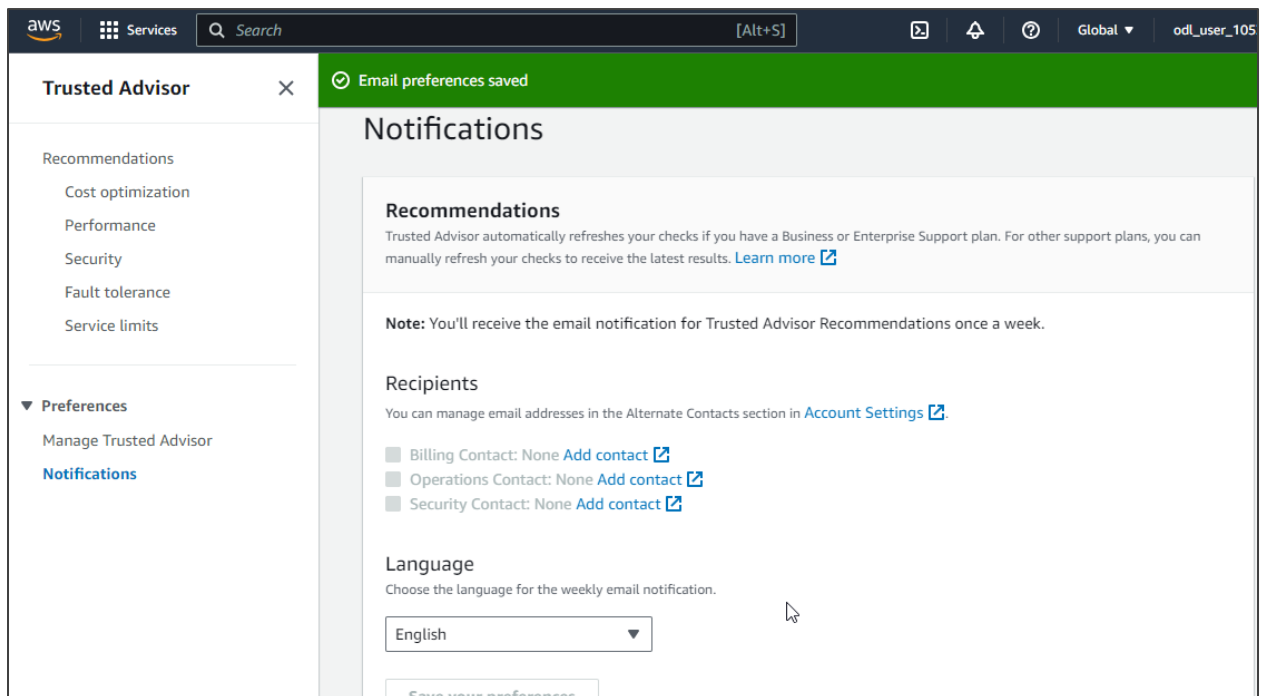 aws
Services
Search
[Alt+S]
Global
odl_user_105
Trusted Advisor
Email preferences saved
Recommendations
Cost optimization
Performance
Security
Fault tolerance
Service limits
Preferences
Manage Trusted Advisor
Notifications
Notifications
Recommendations
Trusted Advisor automatically refreshes your checks if you have a Business or Enterprise Support plan. For other support plans, you can
manually refresh your checks to receive the latest results. Learn more
Note: You'll receive the email notification for Trusted Advisor Recommendations once a week.
Recipients
You can manage email addresses in the Alternate Contacts section in Account Settings.
Billing Contact: None Add contact
Operations Contact: None Add contact
Security Contact: None Add contact
Language
Choose the language for the weekly email notification.
English
Save your preferences